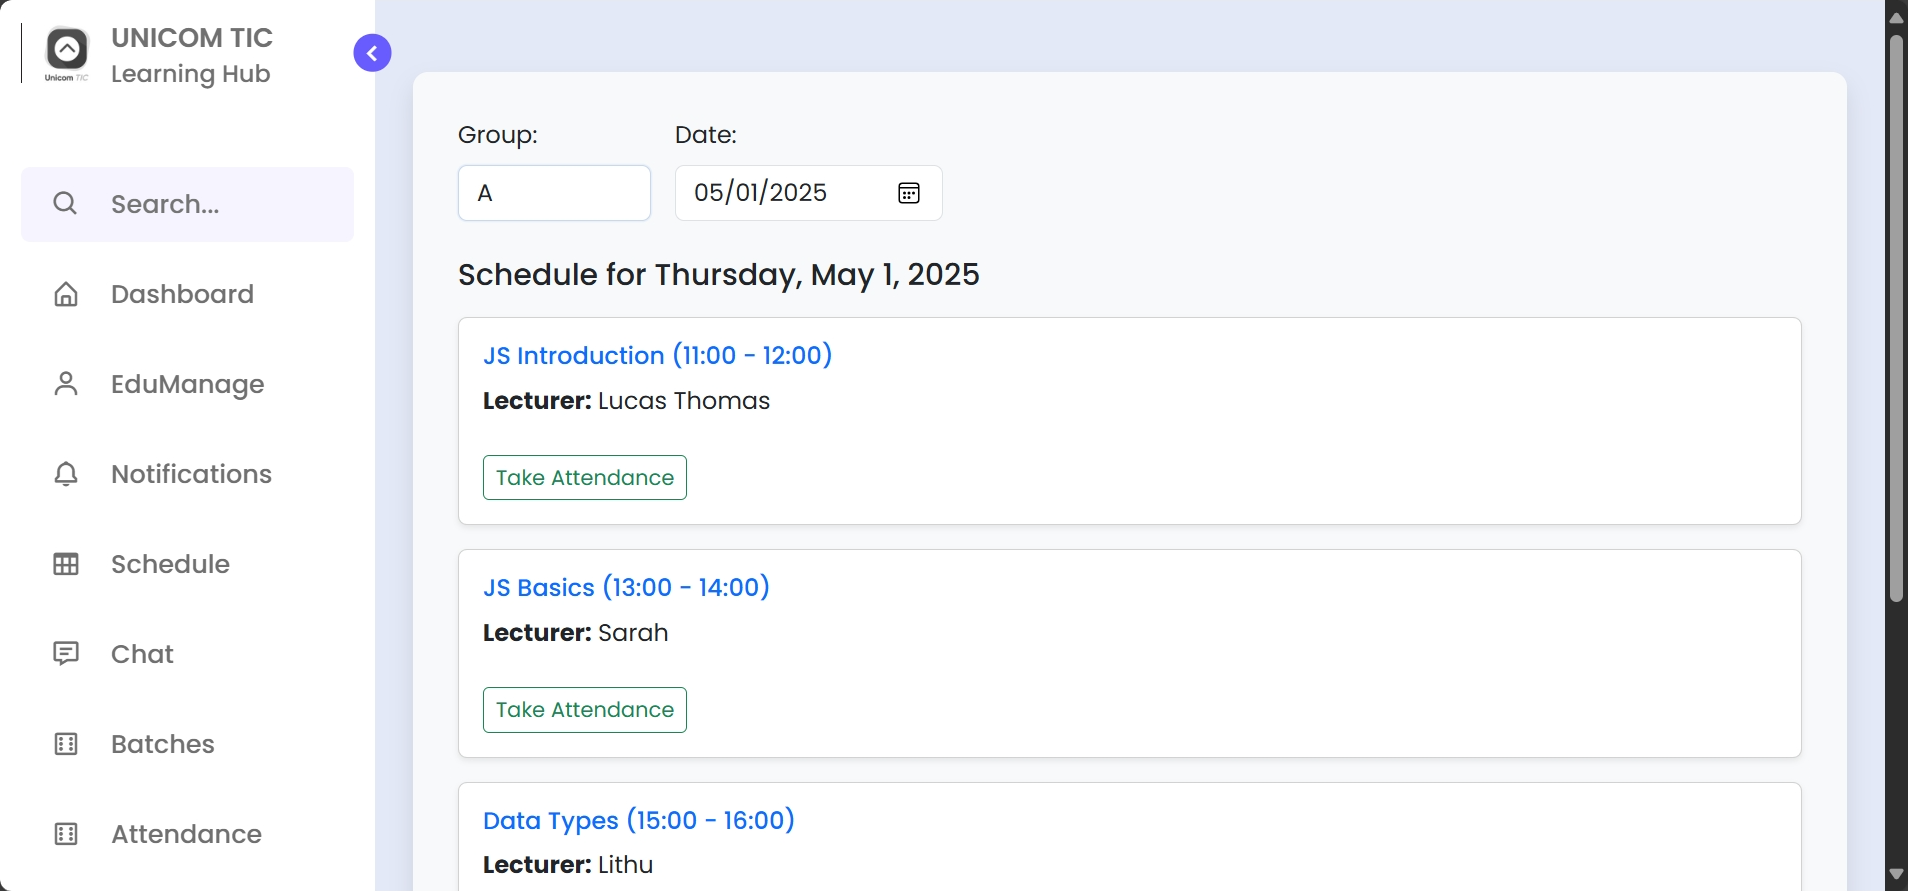 UNICOM TIC
Learning Hub
Unicom TIC
Search...
Dashboard
EduManage
Notifications
Schedule
Chat
Batches
Attendance
Group:
Date:
A
05/01/2025
Schedule for Thursday, May 1, 2025
JS Introduction (11:00 - 12:00)
Lecturer: Lucas Thomas
Take Attendance
JS Basics (13:00 - 14:00)
Lecturer: Sarah
Take Attendance
Data Types (15:00 - 16:00)
Lecturer: Lithu